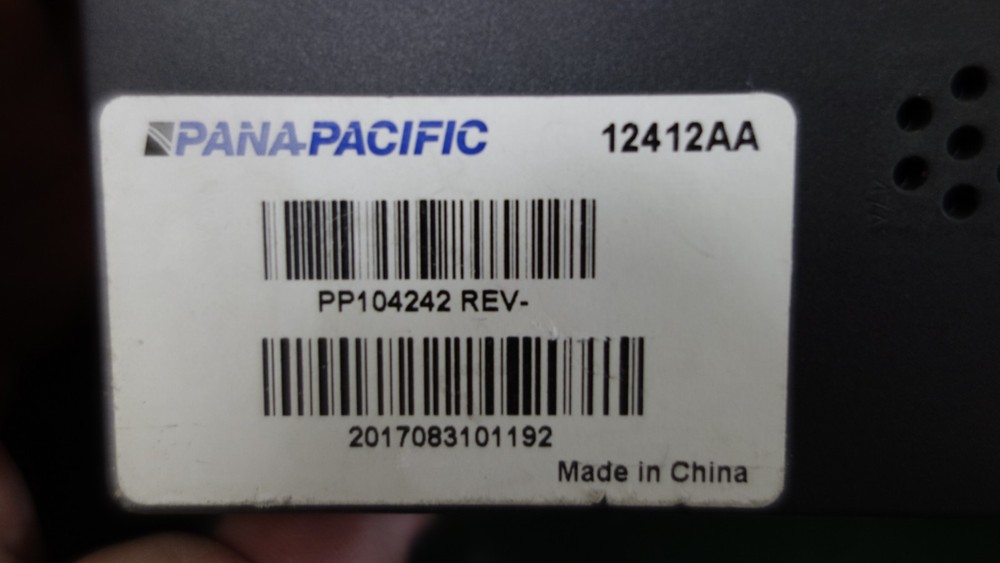 PANA-PACIFIC 12412AA
PP104242 REV-
2017083101192
Made in China